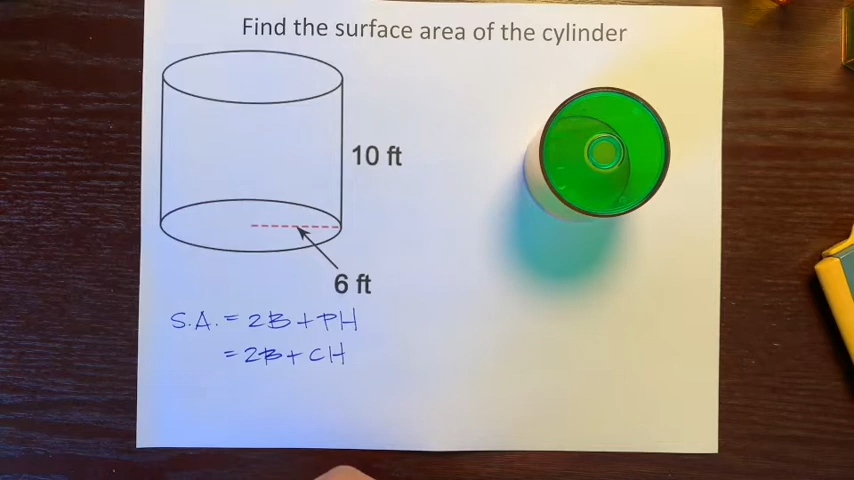 Find the surface area of the cylinder
10 ft
6 ft
S.A. = 2B + PH
= 2B + CH